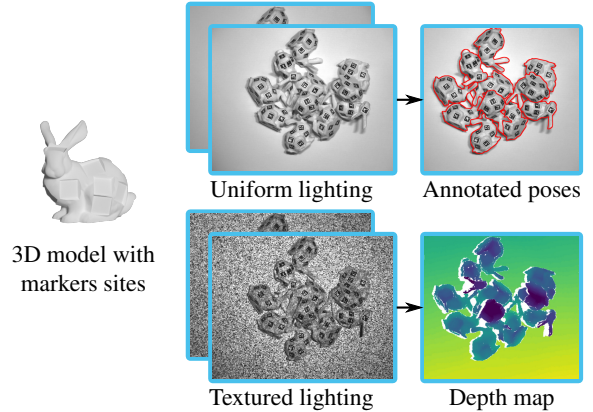 Uniform lighting
Annotated poses
3D model with
markers sites
Textured lighting
Depth map